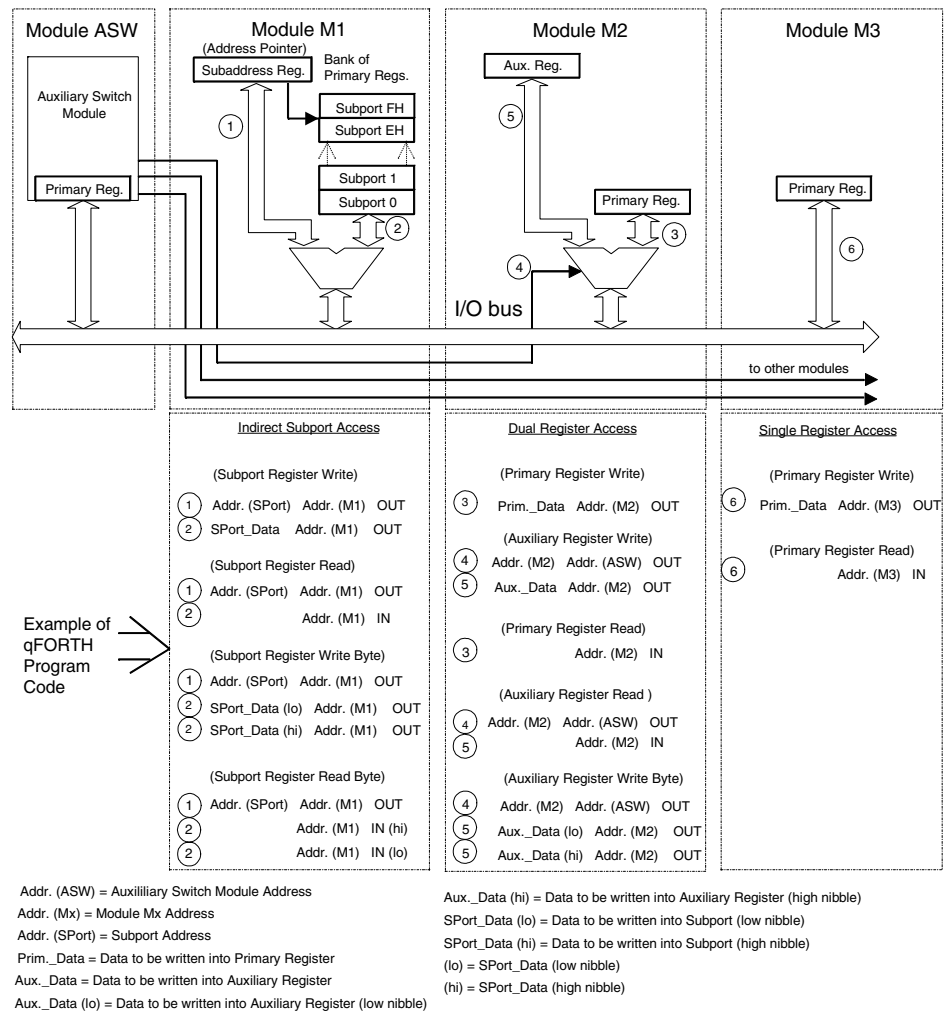 Module ASW
Auxiliary Switch
Module
Primary Reg.
Module M1
(Address Pointer)
Subaddress Reg.
Bank of
Primary Regs.
Subport FH
Subport EH
1
Subport 1
Subport 0
2
Module M2
Aux. Reg.
5
Primary Reg.
3
4
I/O bus
Module M3
Primary Reg.
6
to other modules
Example of
qFORTH
Program
Code
Indirect Subport Access
(Subport Register Write)
1 Addr. (SPort) Addr. (M1) OUT
2 SPort_Data Addr. (M1) OUT
(Subport Register Read)
1 Addr. (SPort) Addr. (M1) OUT
2 Addr. (M1) IN
(Subport Register Write Byte)
1 Addr. (SPort) Addr. (M1) OUT
2 SPort_Data (lo) Addr. (M1) OUT
2 SPort_Data (hi) Addr. (M1) OUT
(Subport Register Read Byte)
1 Addr. (SPort) Addr. (M1) OUT
2 Addr. (M1) IN (hi)
2 Addr. (M1) IN (lo)
Dual Register Access
(Primary Register Write)
3 Prim._Data Addr. (M2) OUT
(Auxiliary Register Write)
4 Addr. (M2) Addr. (ASW) OUT
5 Aux._Data Addr. (M2) OUT
(Primary Register Read)
3 Addr. (M2) IN
(Auxiliary Register Read )
4 Addr. (M2) Addr. (ASW) OUT
5 Addr. (M2) IN
(Auxiliary Register Write Byte)
4 Addr. (M2) Addr. (ASW) OUT
5 Aux._Data (lo) Addr. (M2) OUT
5 Aux._Data (hi) Addr. (M2) OUT
Single Register Access
(Primary Register Write)
6 Prim._Data Addr. (M3) OUT
(Primary Register Read)
6 Addr. (M3) IN
Addr. (ASW) = Auxililiary Switch Module Address
Addr. (Mx) = Module Mx Address
Addr. (SPort) = Subport Address
Prim._Data = Data to be written into Primary Register
Aux._Data = Data to be written into Auxiliary Register
Aux._Data (lo) = Data to be written into Auxiliary Register (low nibble)
Aux._Data (hi) = Data to be written into Auxiliary Register (high nibble)
SPort_Data (lo) = Data to be written into Subport (low nibble)
SPort_Data (hi) = Data to be written into Subport (high nibble)
(lo) = SPort_Data (low nibble)
(hi) = SPort_Data (high nibble)